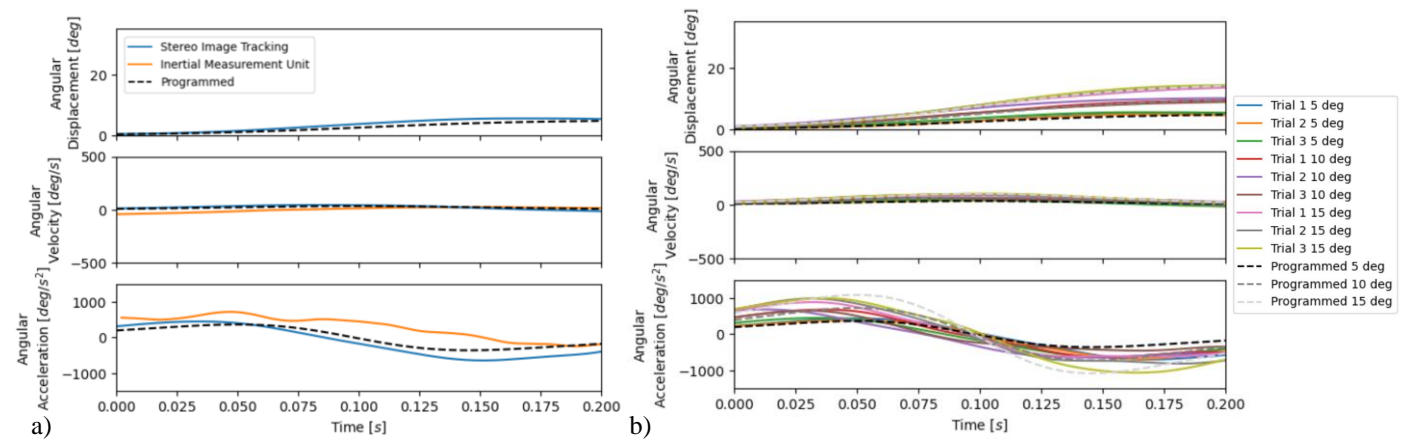 Angular
Displacement [deg]
20
0
Stereo Image Tracking
Inertial Measurement Unit
Programmed
Angular
Velocity [deg/s]
500
0
−500
Angular
Acceleration [deg/s²]
1000
0
−1000
0.000 0.025 0.050 0.075 0.100 0.125 0.150 0.175 0.200
Time [s]
a)
Angular
Displacement [deg]
20
0
Angular
Velocity [deg/s]
500
0
−500
Angular
Acceleration [deg/s²]
1000
0
−1000
0.000 0.025 0.050 0.075 0.100 0.125 0.150 0.175 0.200
Time [s]
b)
Trial 1 5 deg
Trial 2 5 deg
Trial 3 5 deg
Trial 1 10 deg
Trial 2 10 deg
Trial 3 10 deg
Trial 1 15 deg
Trial 2 15 deg
Trial 3 15 deg
Programmed 5 deg
Programmed 10 deg
Programmed 15 deg